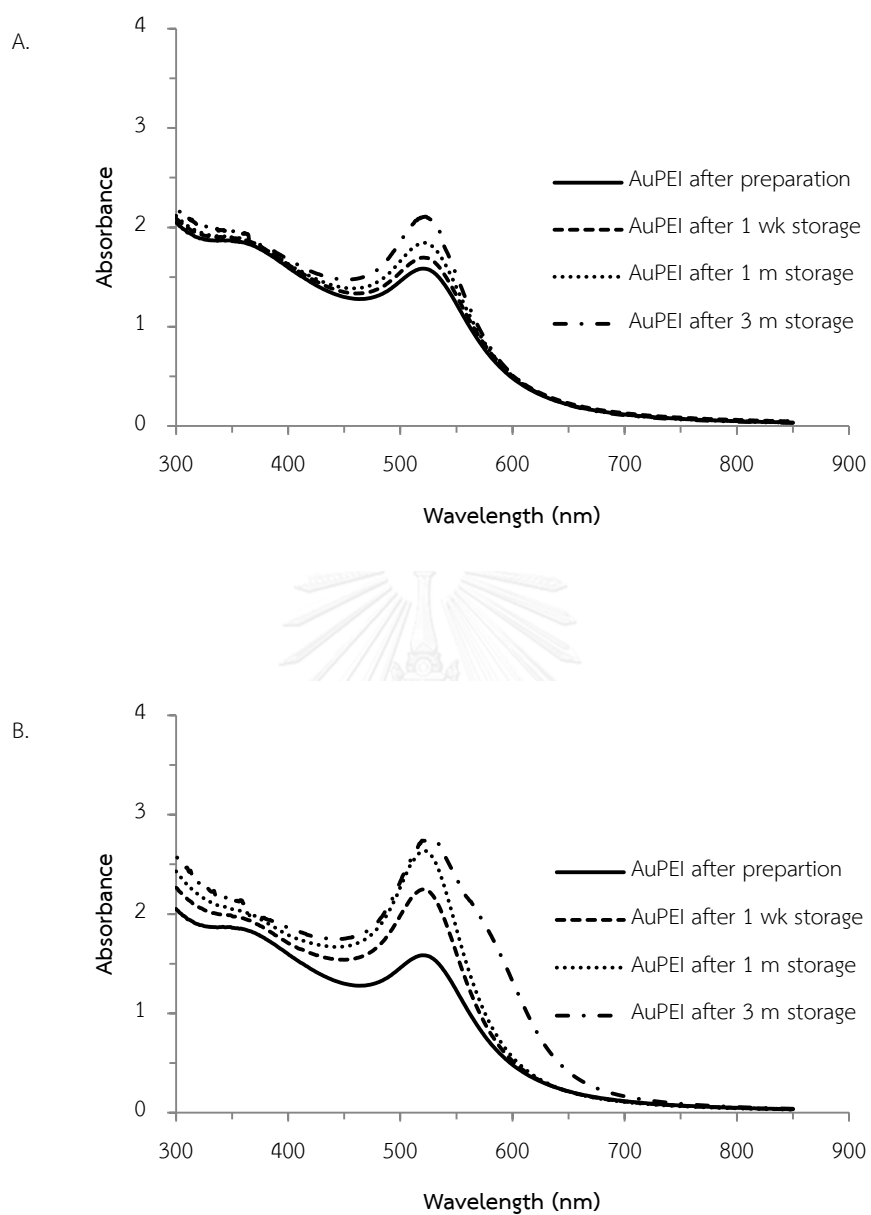 A.
4
3
2
1
0
Absorbance
300 400 500 600 700 800 900
Wavelength (nm)
AuPEI after preparation
AuPEI after 1 wk storage
AuPEI after 1 m storage
AuPEI after 3 m storage
B.
4
3
2
1
0
Absorbance
300 400 500 600 700 800 900
Wavelength (nm)
AuPEI after prepartion
AuPEI after 1 wk storage
AuPEI after 1 m storage
AuPEI after 3 m storage